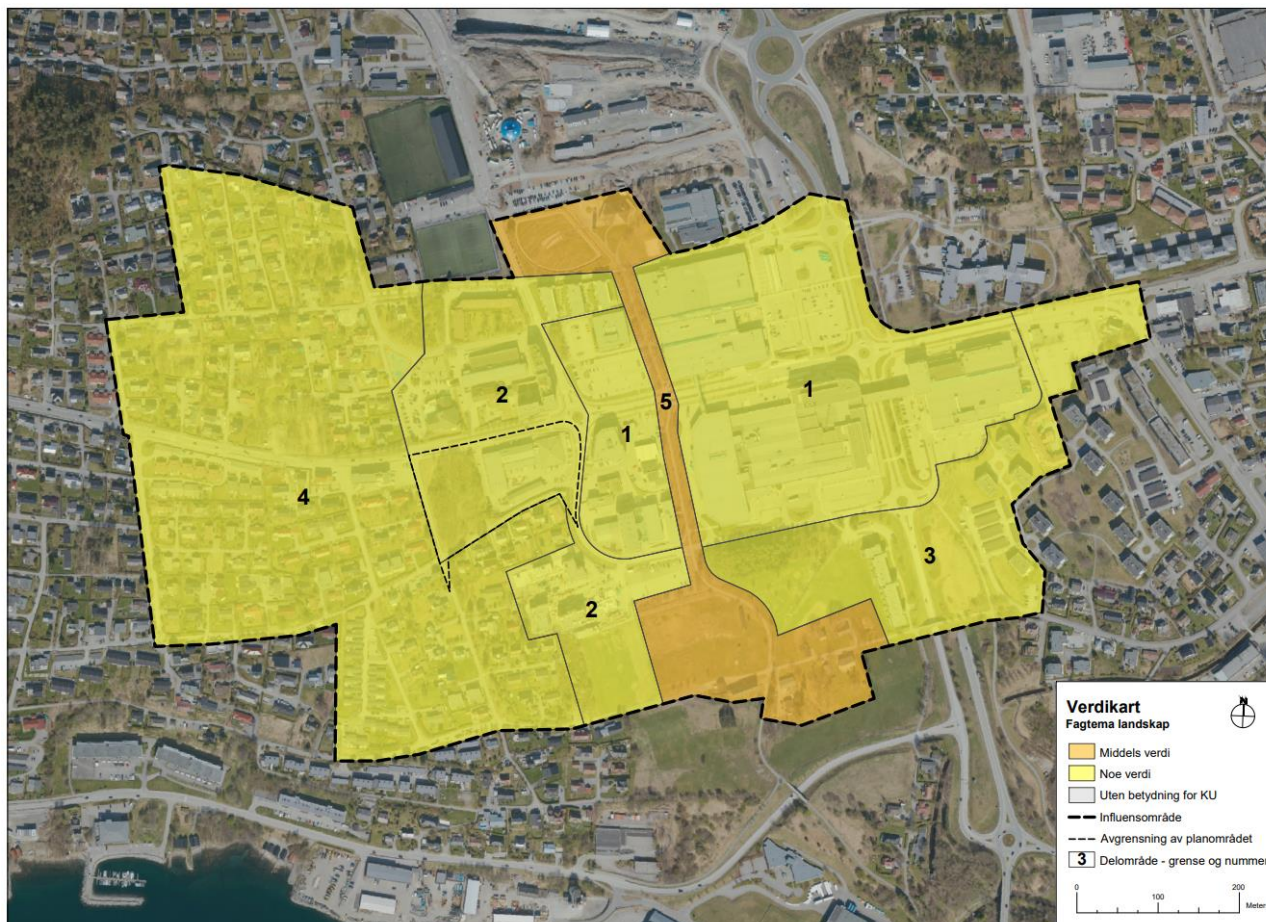 2
5
1
1
4
3
2
Verdikart
Fagtema landskap
N
Middels verdi
Noe verdi
Uten betydning for KU
Influensområde
Avgrensning av planområdet
3 Delområde - grense og nummer
0 100 200
Meter